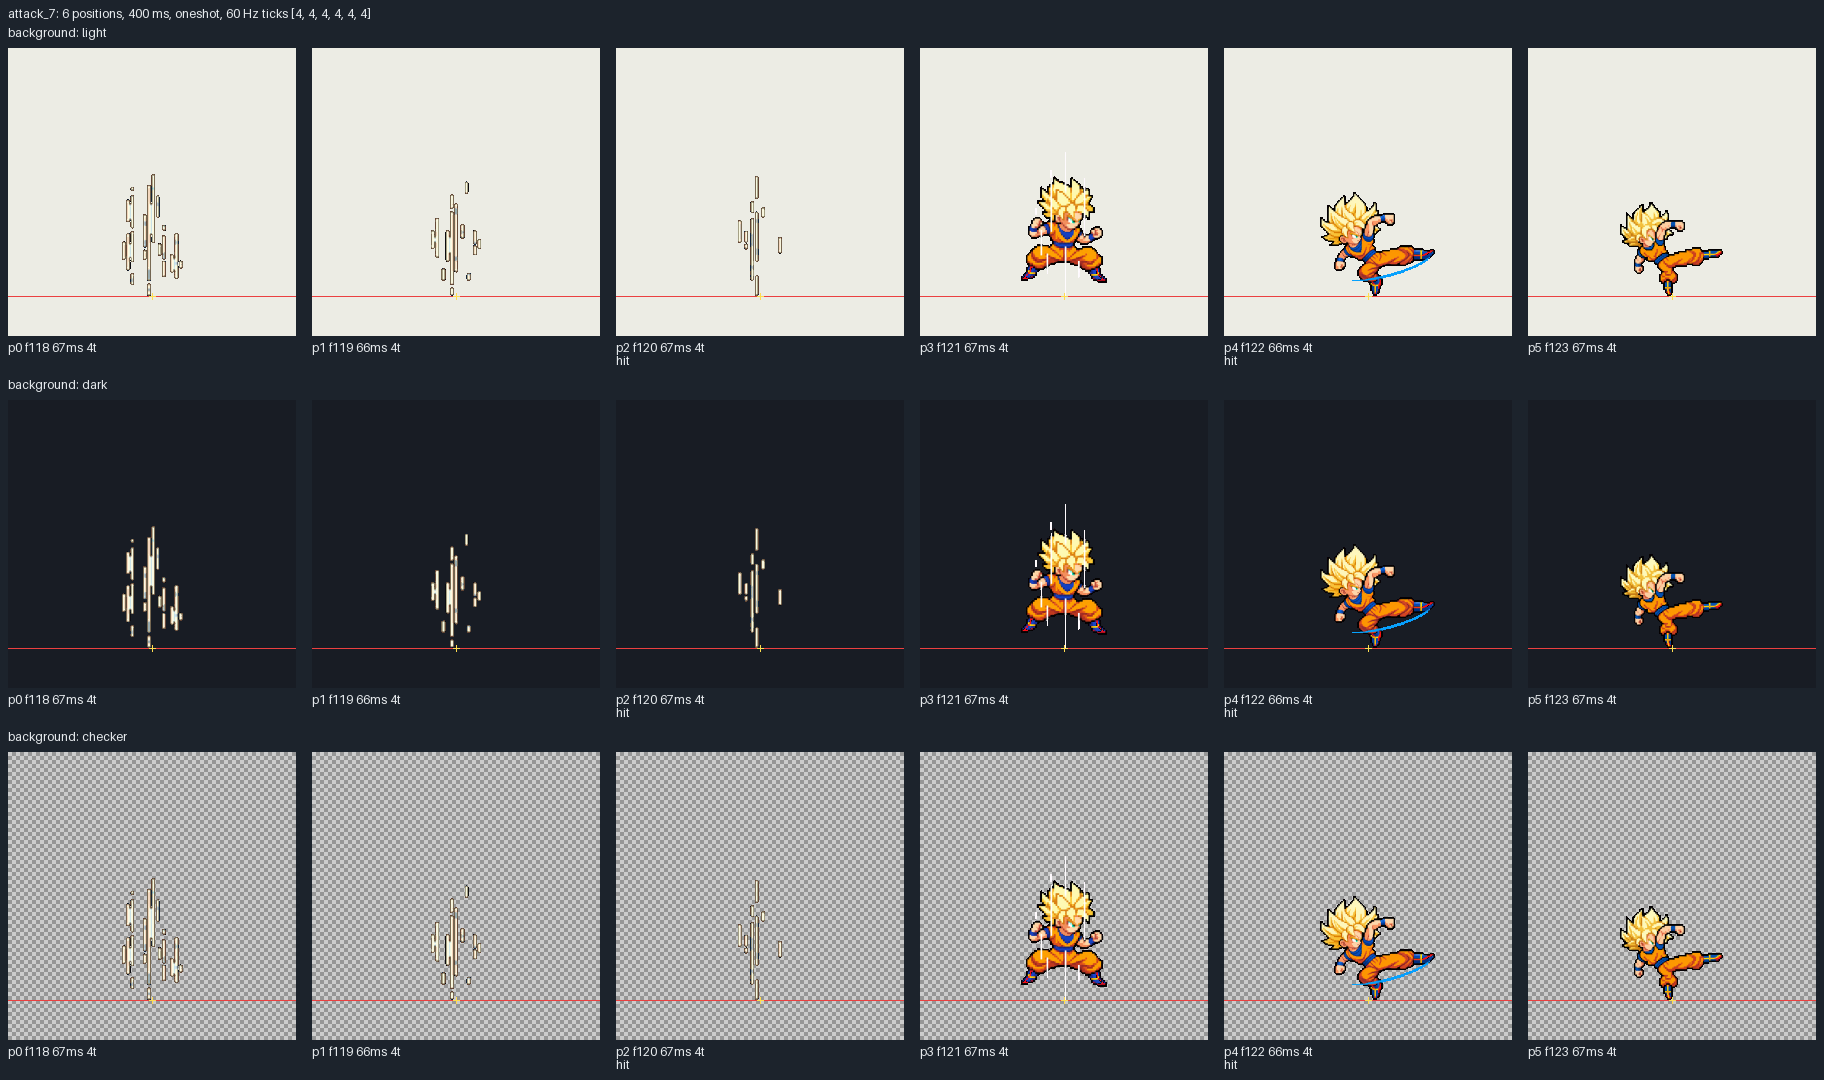 attack_7: 6 positions, 400 ms, oneshot, 60 Hz ticks [4, 4, 4, 4, 4, 4]
background: light
p0 f118 67ms 4t
p1 f119 66ms 4t
p2 f120 67ms 4t
hit
p3 f121 67ms 4t
p4 f122 66ms 4t
hit
p5 f123 67ms 4t
background: dark
p0 f118 67ms 4t
p1 f119 66ms 4t
p2 f120 67ms 4t
hit
p3 f121 67ms 4t
p4 f122 66ms 4t
hit
p5 f123 67ms 4t
background: checker
p0 f118 67ms 4t
p1 f119 66ms 4t
p2 f120 67ms 4t
hit
p3 f121 67ms 4t
p4 f122 66ms 4t
hit
p5 f123 67ms 4t